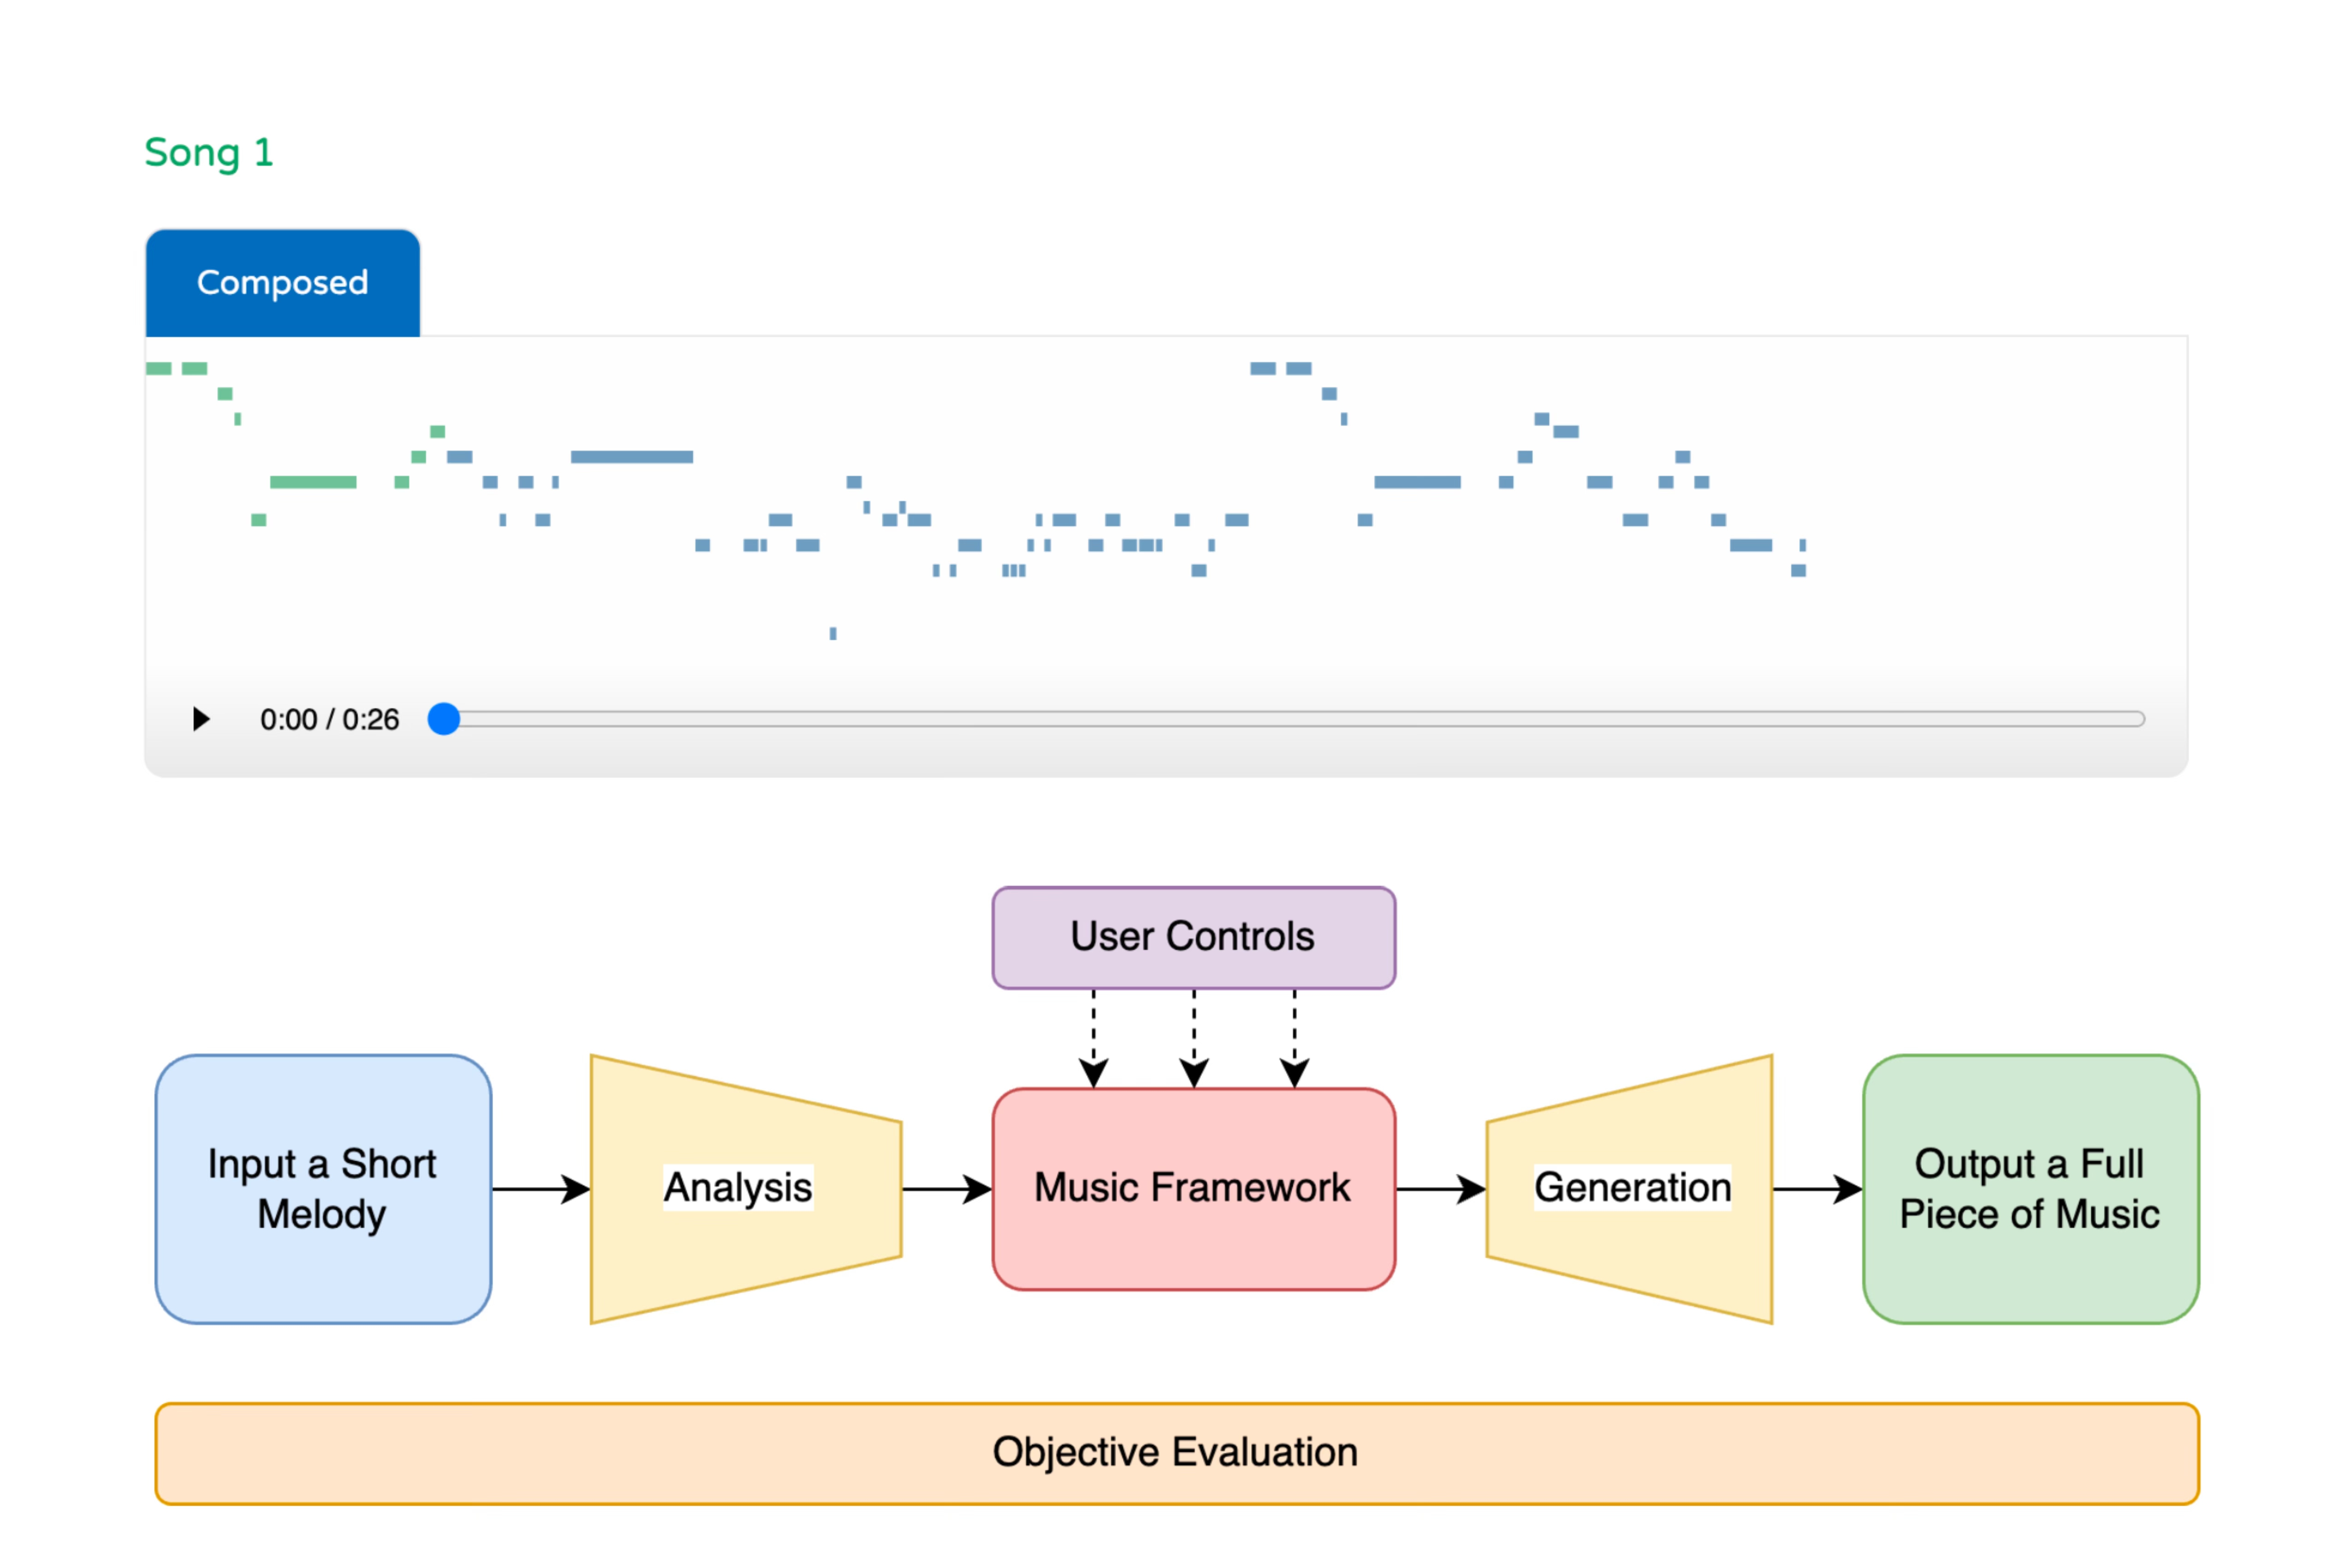 Song 1
Composed
0:00 / 0:26
User Controls
Input a Short
Melody
Analysis
Music Framework
Generation
Output a Full
Piece of Music
Objective Evaluation